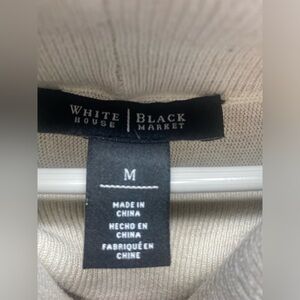 WHITE | BLACK
HOUSE | MARKET
M
MADE IN
CHINA
HECHO EN
CHINA
FABRIQUÉ EN
CHINE